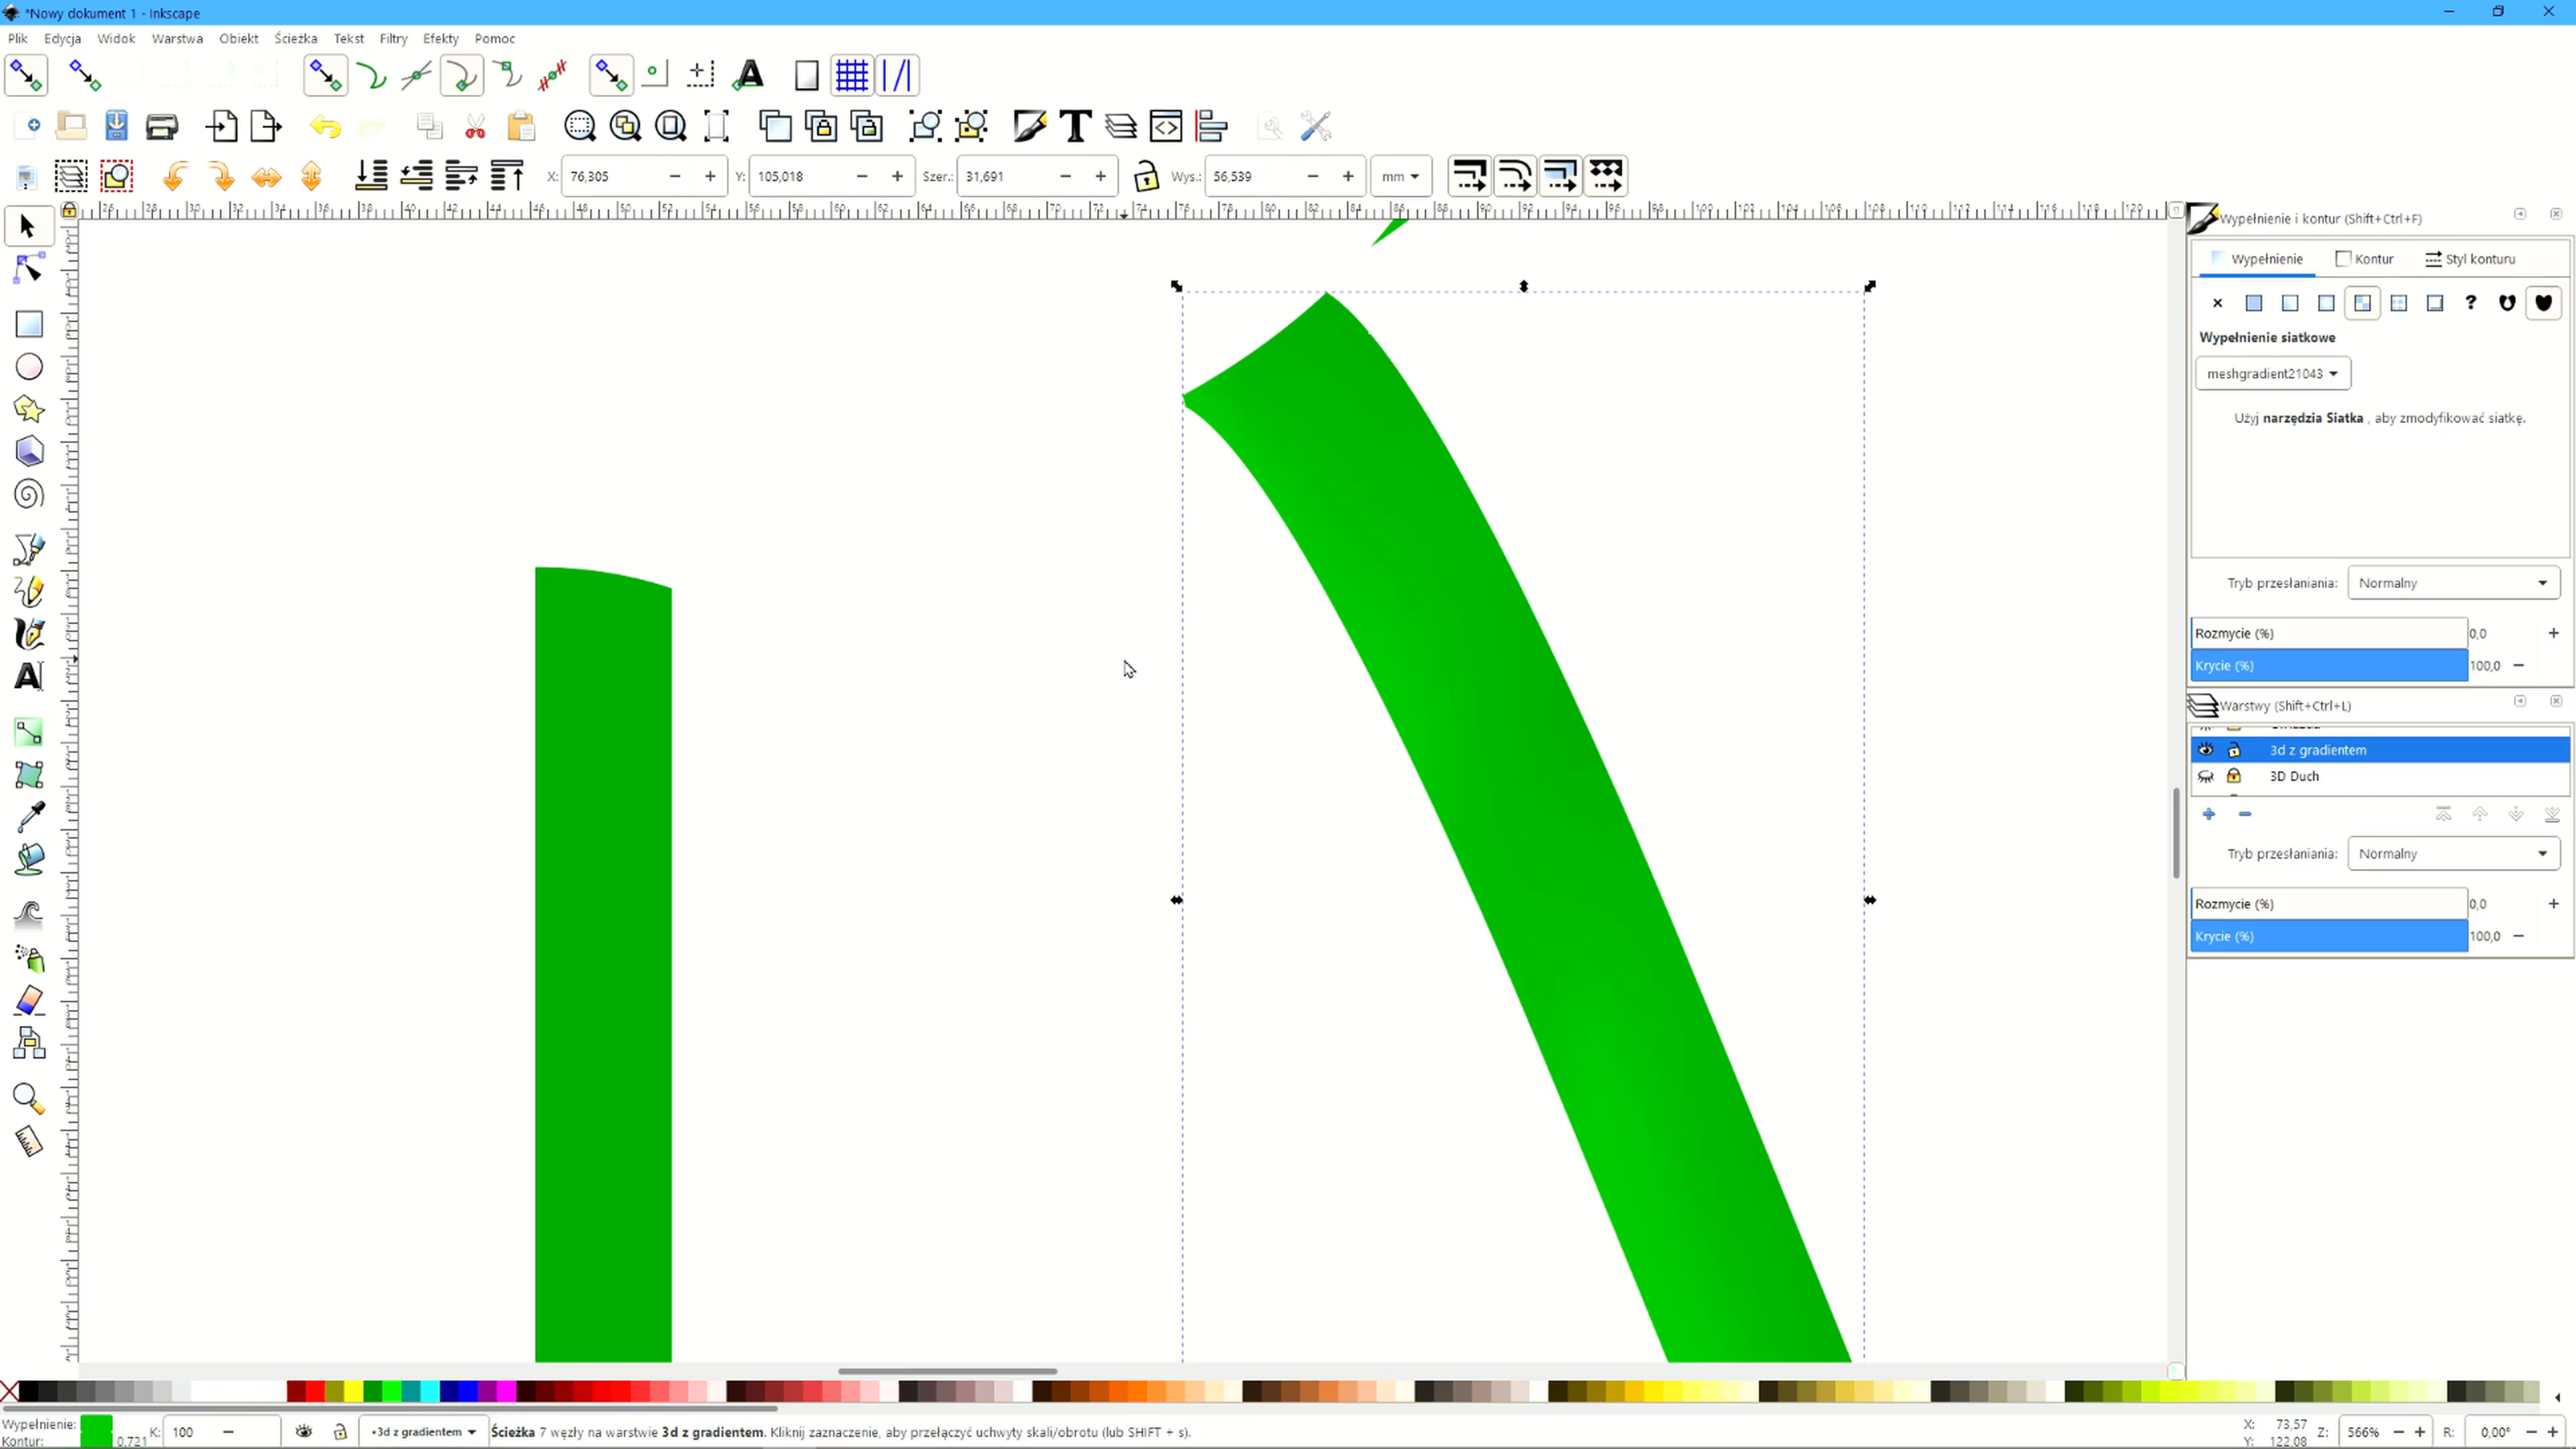 *Nowy dokument 1 - Inkscape
Plik Edycja Widok Warstwa Obiekt Ścieżka Tekst Filtry Efekty Pomoc
X: 76,305 Y: 105,018 Szer.: 31,691 Wys.: 56,539 mm
Wypełnienie i kontur (Shift+Ctrl+F)
Wypełnienie Kontur Styl konturu
Wypełnienie siatkowe
meshgradient21043
Użyj narzędzia Siatka , aby zmodyfikować siatkę.
Tryb przesłaniania: Normalny
Rozmycie (%) 0,0
Krycie (%) 100,0
Warstwy (Shift+Ctrl+L)
3d z gradientem
3D Duch
Tryb przesłaniania: Normalny
Rozmycie (%) 0,0
Krycie (%) 100,0
Wypełnienie: K: 100 •3d z gradientem Ścieżka 7 węzły na warstwie 3d z gradientem. Kliknij zaznaczenie, aby przełączyć uchwyty skali/obrotu (lub SHIFT + s).
Kontur: 0,721
X: 73,57 Z: 566% R: 0,00°
Y: 122,08